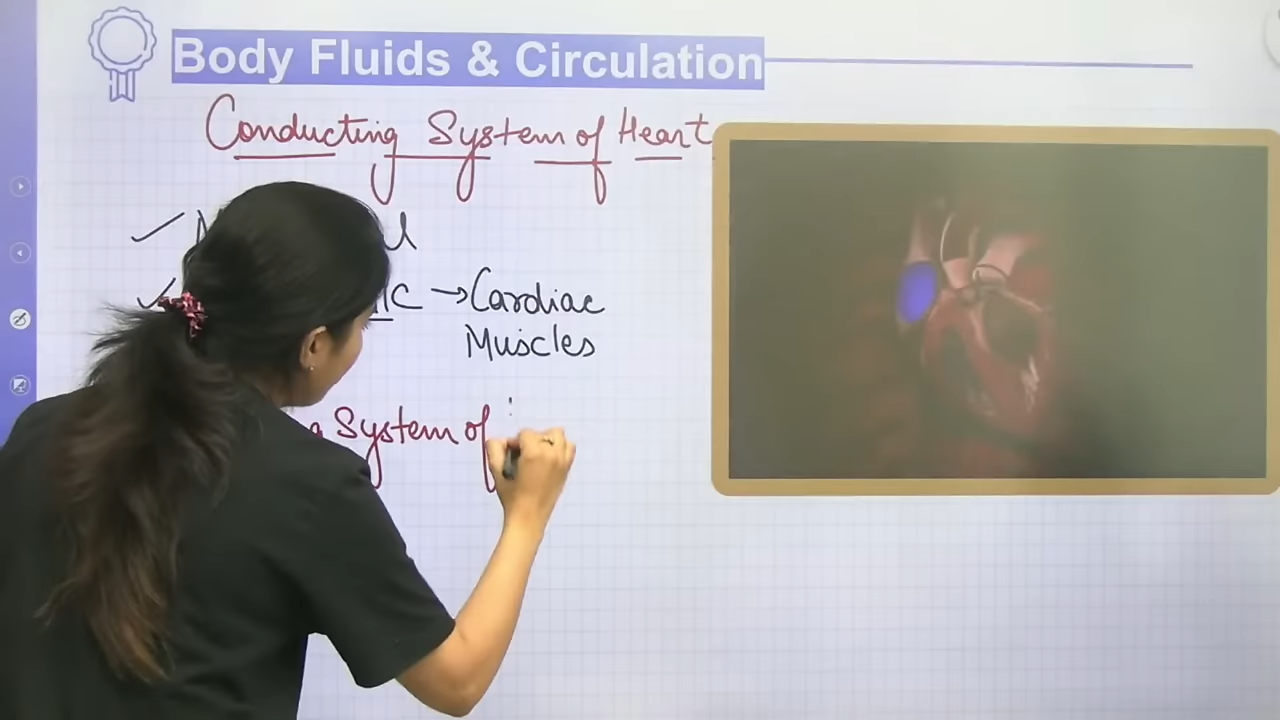 Body Fluids & Circulation
Conducting System of Heart
→ Cardiac
Muscles
System of